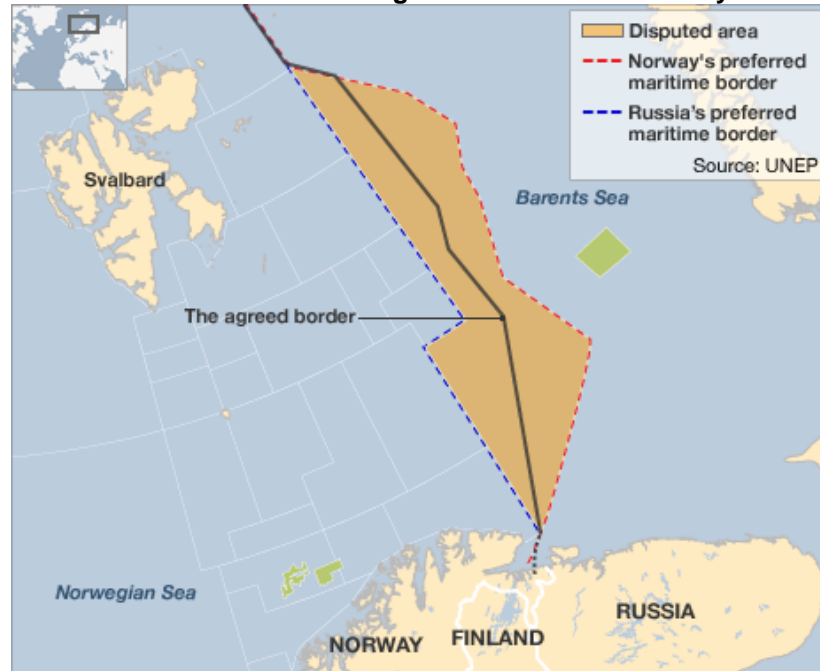 Disputed area
Norway's preferred
maritime border
Russia's preferred
maritime border
Source: UNEP
Svalbard
Barents Sea
The agreed border
Norwegian Sea
NORWAY
FINLAND
RUSSIA